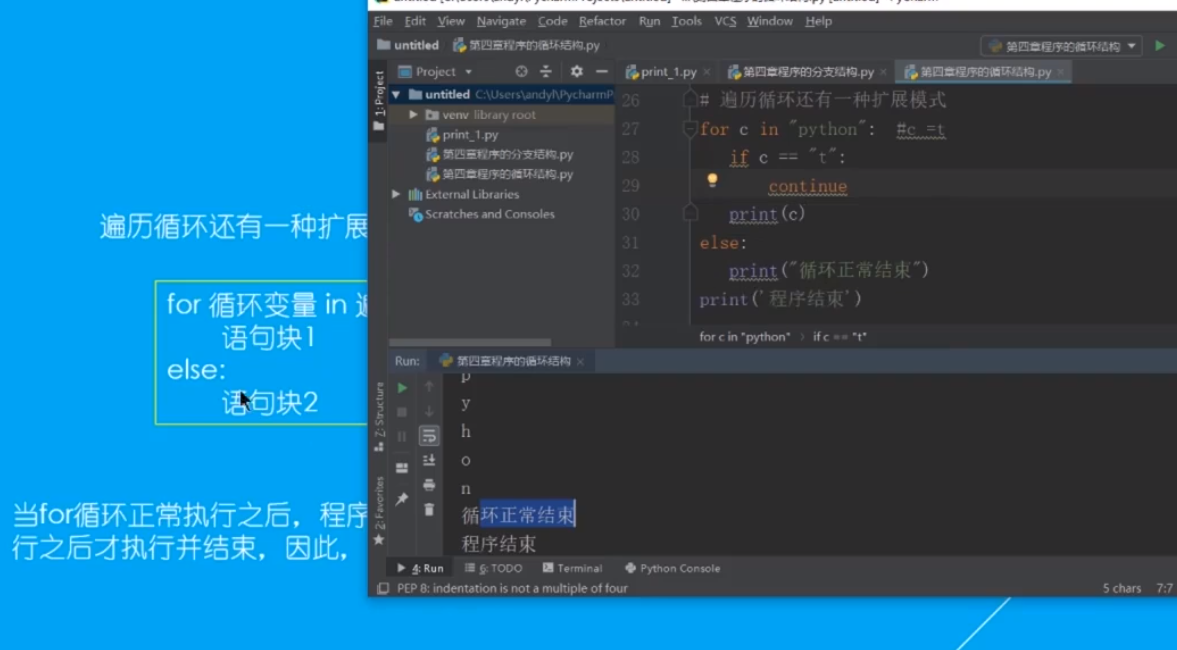 File Edit View Navigate Code Refactor Run Tools VCS Window Help
untitled 第四章程序的循环结构.py 第四章程序的循环结构
1: Project
Project print_1.py 第四章程序的分支结构.py 第四章程序的循环结构.py
untitled C:\Users\andyl\PycharmP
venv library root
print_1.py
第四章程序的分支结构.py
第四章程序的循环结构.py
External Libraries
Scratches and Consoles
26 # 遍历循环还有一种扩展模式
27 for c in "python": #c =t
28 if c == "t":
29 continue
30 print(c)
31 else:
32 print("循环正常结束")
33 print('程序结束')
for c in "python" › if c == "t"
遍历循环还有一种扩展
for 循环变量 in
语句块1
else:
语句块2
当for循环正常执行之后，程序
行之后才执行并结束，因此，
Run: 第四章程序的循环结构
p
y
h
o
n
循环正常结束
程序结束
Z: Structure
2: Favorites
4: Run 6: TODO Terminal Python Console
PEP 8: indentation is not a multiple of four 5 chars 7:7